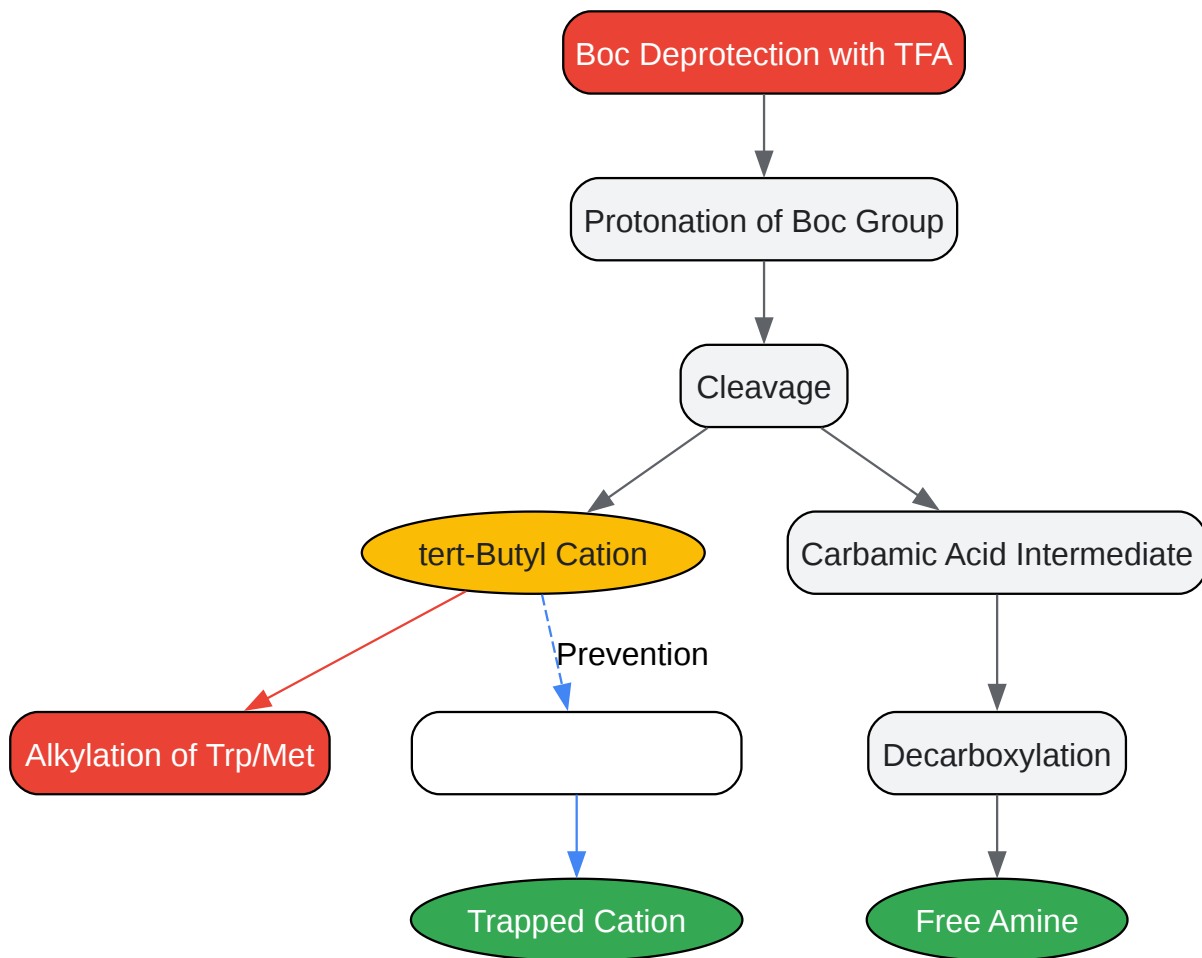 Boc Deprotection with TFA
Protonation of Boc Group
Cleavage
tert-Butyl Cation
Carbamic Acid Intermediate
Prevention
Alkylation of Trp/Met
Decarboxylation
Trapped Cation
Free Amine